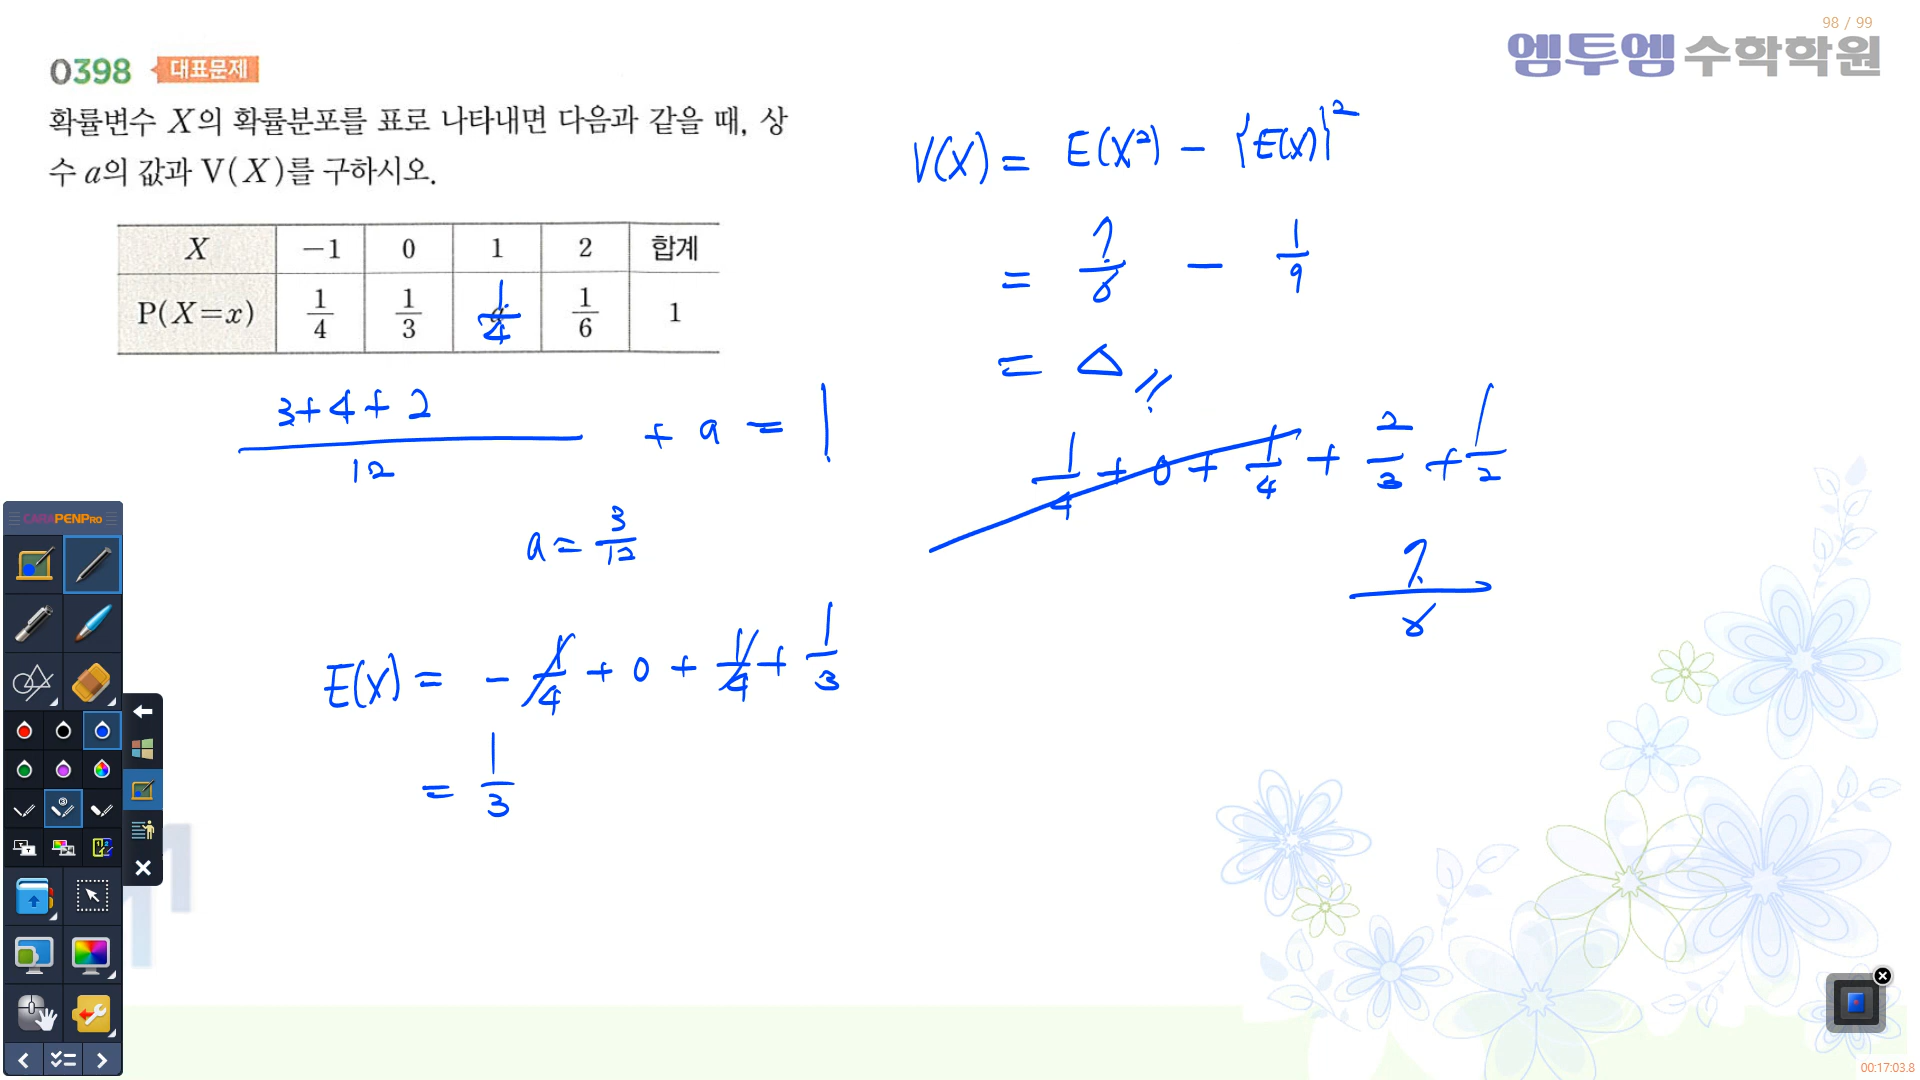 98 / 99
엠투엠 수학학원
0398 대표문제
확률변수 X의 확률분포를 표로 나타내면 다음과 같을 때, 상
수 a의 값과 V(X)를 구하시오.
X -1 0 1 2 합계
P(X=x) 1/4 1/3 1/4 1/6 1
(3+4+2)/12 + a = 1
a = 3/12
E(X) = - 1/4 + 0 + 1/4 + 1/3
= 1/3
V(X) = E(X²) - {E(X)}²
= 7/6 - 1/9
= △
1/4 + 0 + 1/4 + 2/3 + 1/2
7/6
CARAPENPRO
00:17:03.8